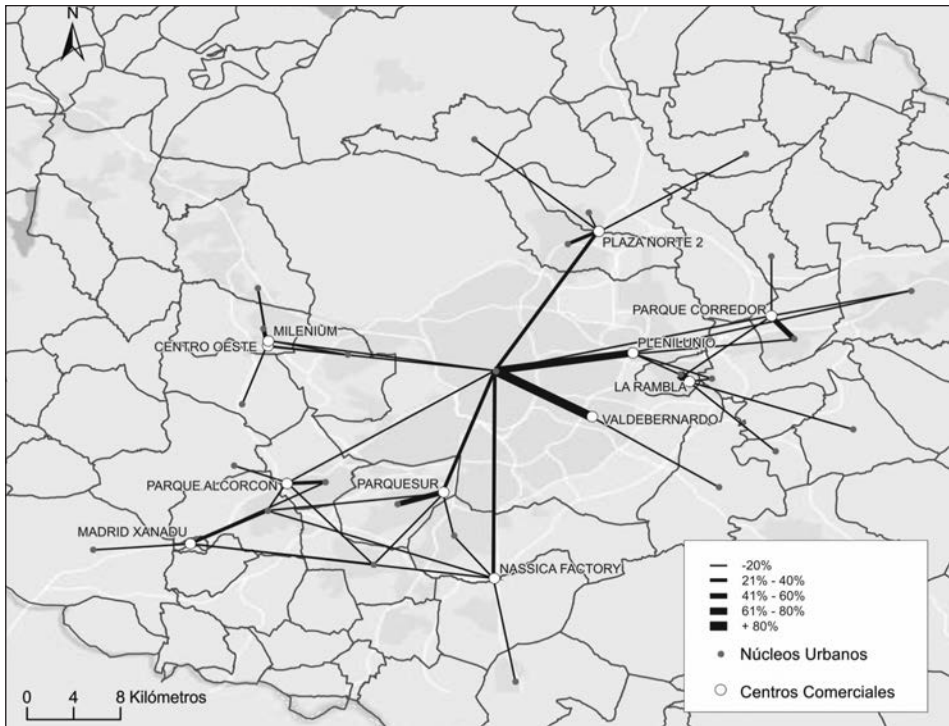 N
PLAZA NORTE 2
PARQUE CORREDOR
MILENIUM
CENTRO OESTE
PLENILUNIO
LA RAMBLA
VALDEBERNARDO
PARQUE ALCORCON
PARQUESUR
MADRID XANADU
NASSICA FACTORY
-20%
21% - 40%
41% - 60%
61% - 80%
+ 80%
Núcleos Urbanos
Centros Comerciales
0 4 8 Kilómetros